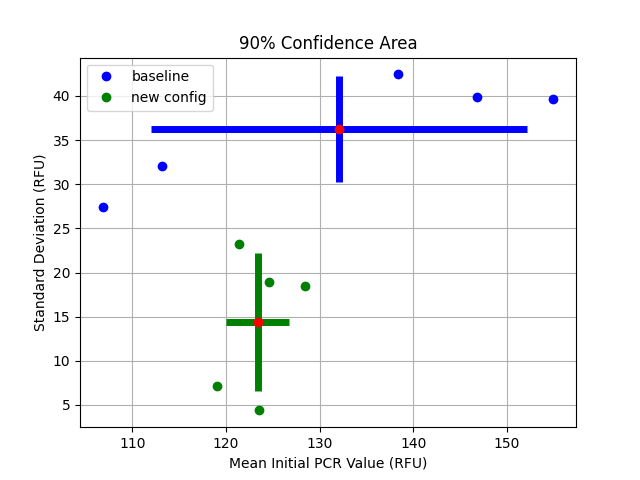 90% Confidence Area
baseline
new config
40
35
30
25
20
15
10
5
Standard Deviation (RFU)
110 120 130 140 150
Mean Initial PCR Value (RFU)